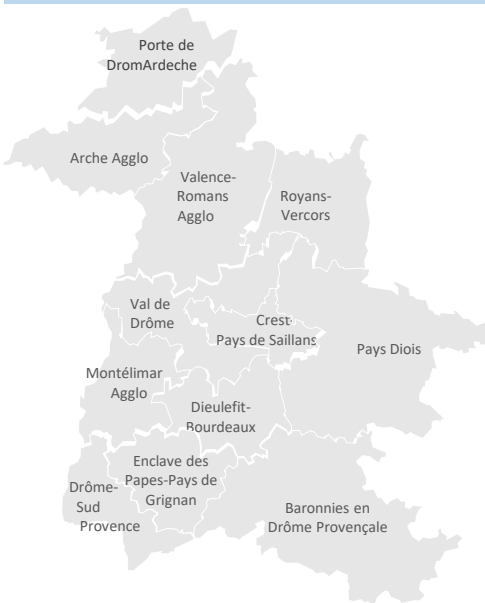 Porte de
DromArdeche
Arche Agglo
Valence-
Romans
Agglo
Royans-
Vercors
Val de
Drôme
Crest-
Pays de Saillans
Pays Diois
Montélimar
Agglo
Dieulefit-
Bourdeaux
Enclave des
Papes-Pays de
Grignan
Drôme-
Sud
Provence
Baronnies en
Drôme Provençale